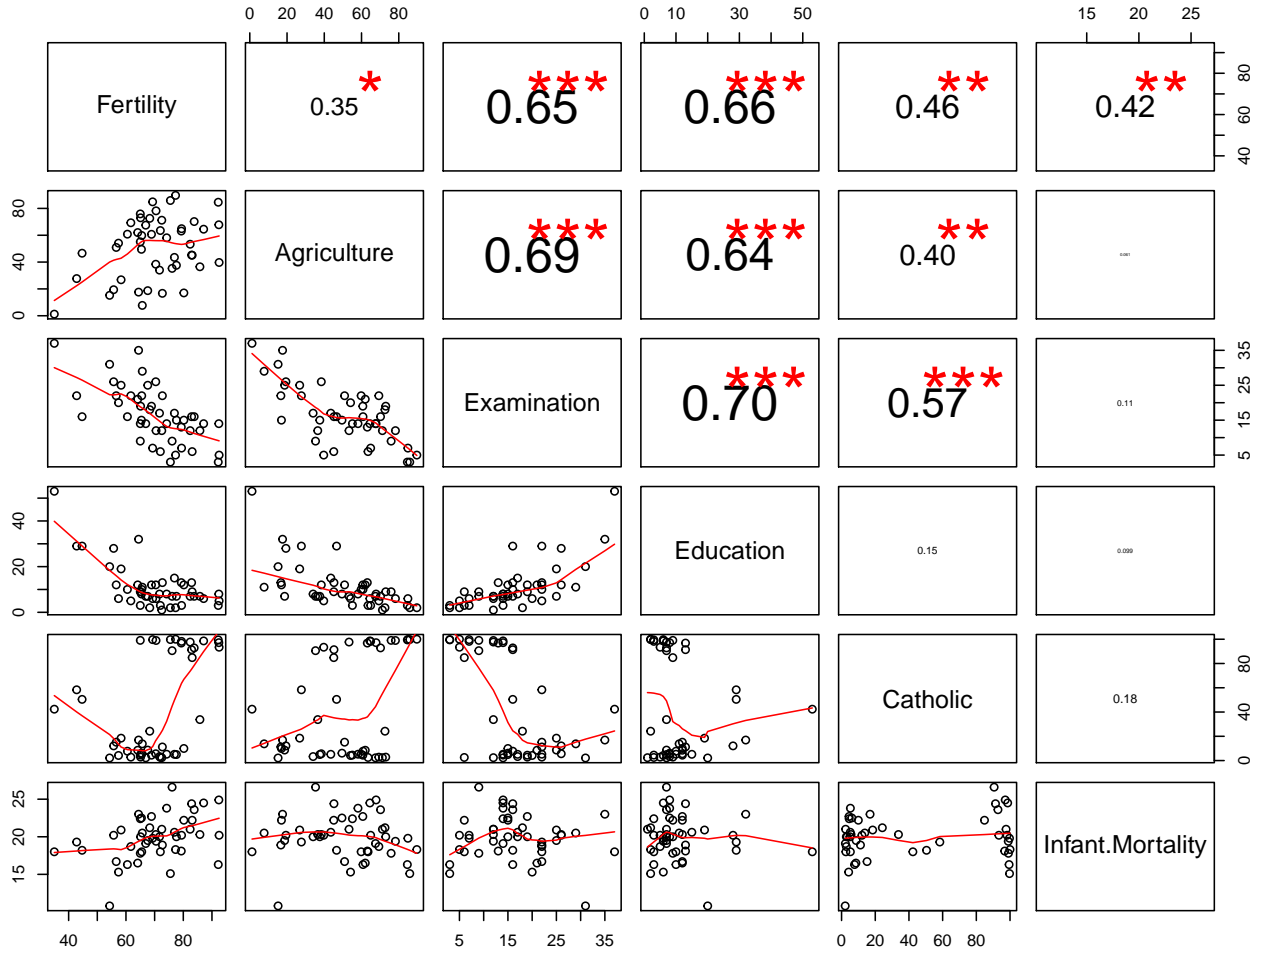 0 20 40 60 80 0 10 30 50 15 20 25
Fertility 0.35 * 0.65 *** 0.66 *** 0.46 ** 0.42 ** 40 60 80
0 40 80 Agriculture 0.69 *** 0.64 *** 0.40 ** 0.061
Examination 0.70 *** 0.57 *** 0.11 5 15 25 35
0 20 40 Education 0.15 0.099
Catholic 0.18 0 40 80
15 20 25 Infant.Mortality
40 60 80 5 15 25 35 0 20 40 60 80